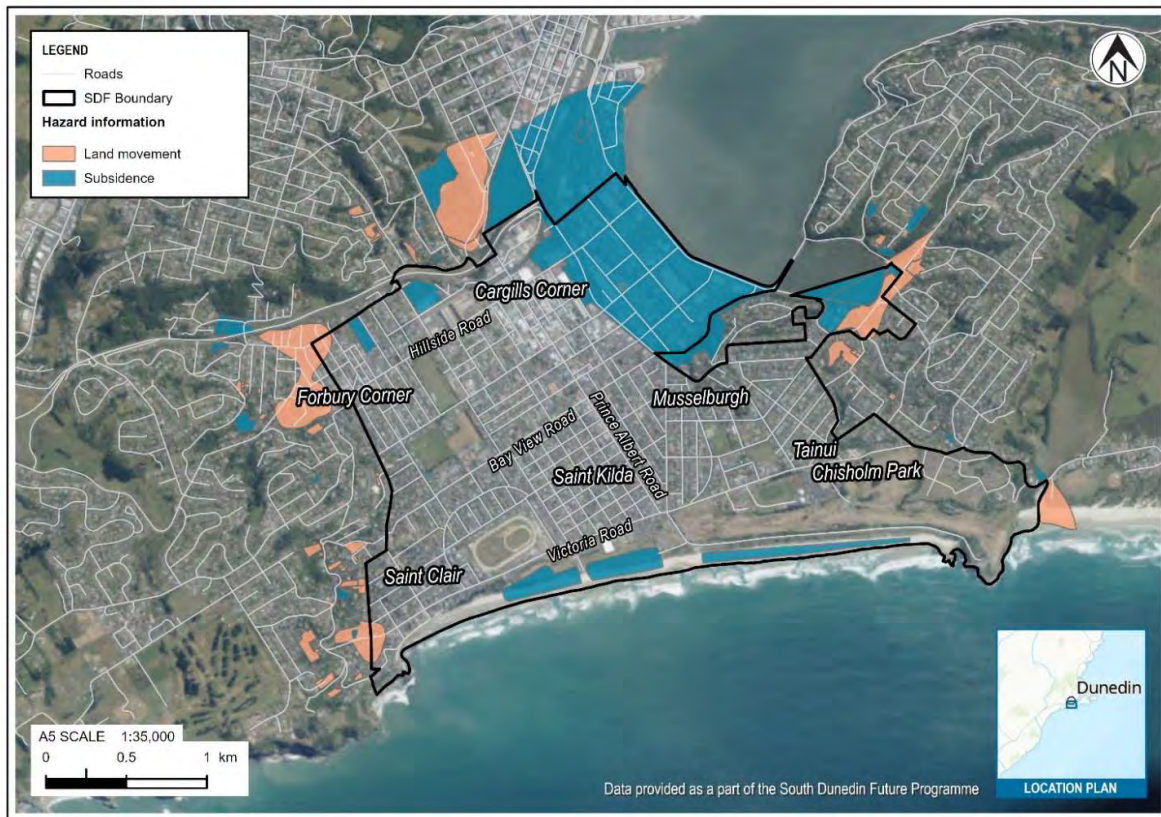 LEGEND
Roads
SDF Boundary
Hazard information
Land movement
Subsidence
N
Cargills Corner
Hillside Road
Forbury Corner
Musselburgh
Prince Albert Road
Bay View Road
Tainui
Chisholm Park
Saint Kilda
Victoria Road
Saint Clair
Dunedin
A5 SCALE 1:35,000
0 0.5 1 km
Data provided as a part of the South Dunedin Future Programme
LOCATION PLAN